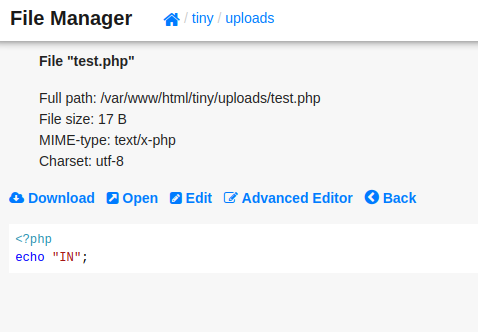 File Manager / tiny / uploads
File "test.php"
Full path: /var/www/html/tiny/uploads/test.php
File size: 17 B
MIME-type: text/x-php
Charset: utf-8
Download Open Edit Advanced Editor Back
<?php
echo "IN";